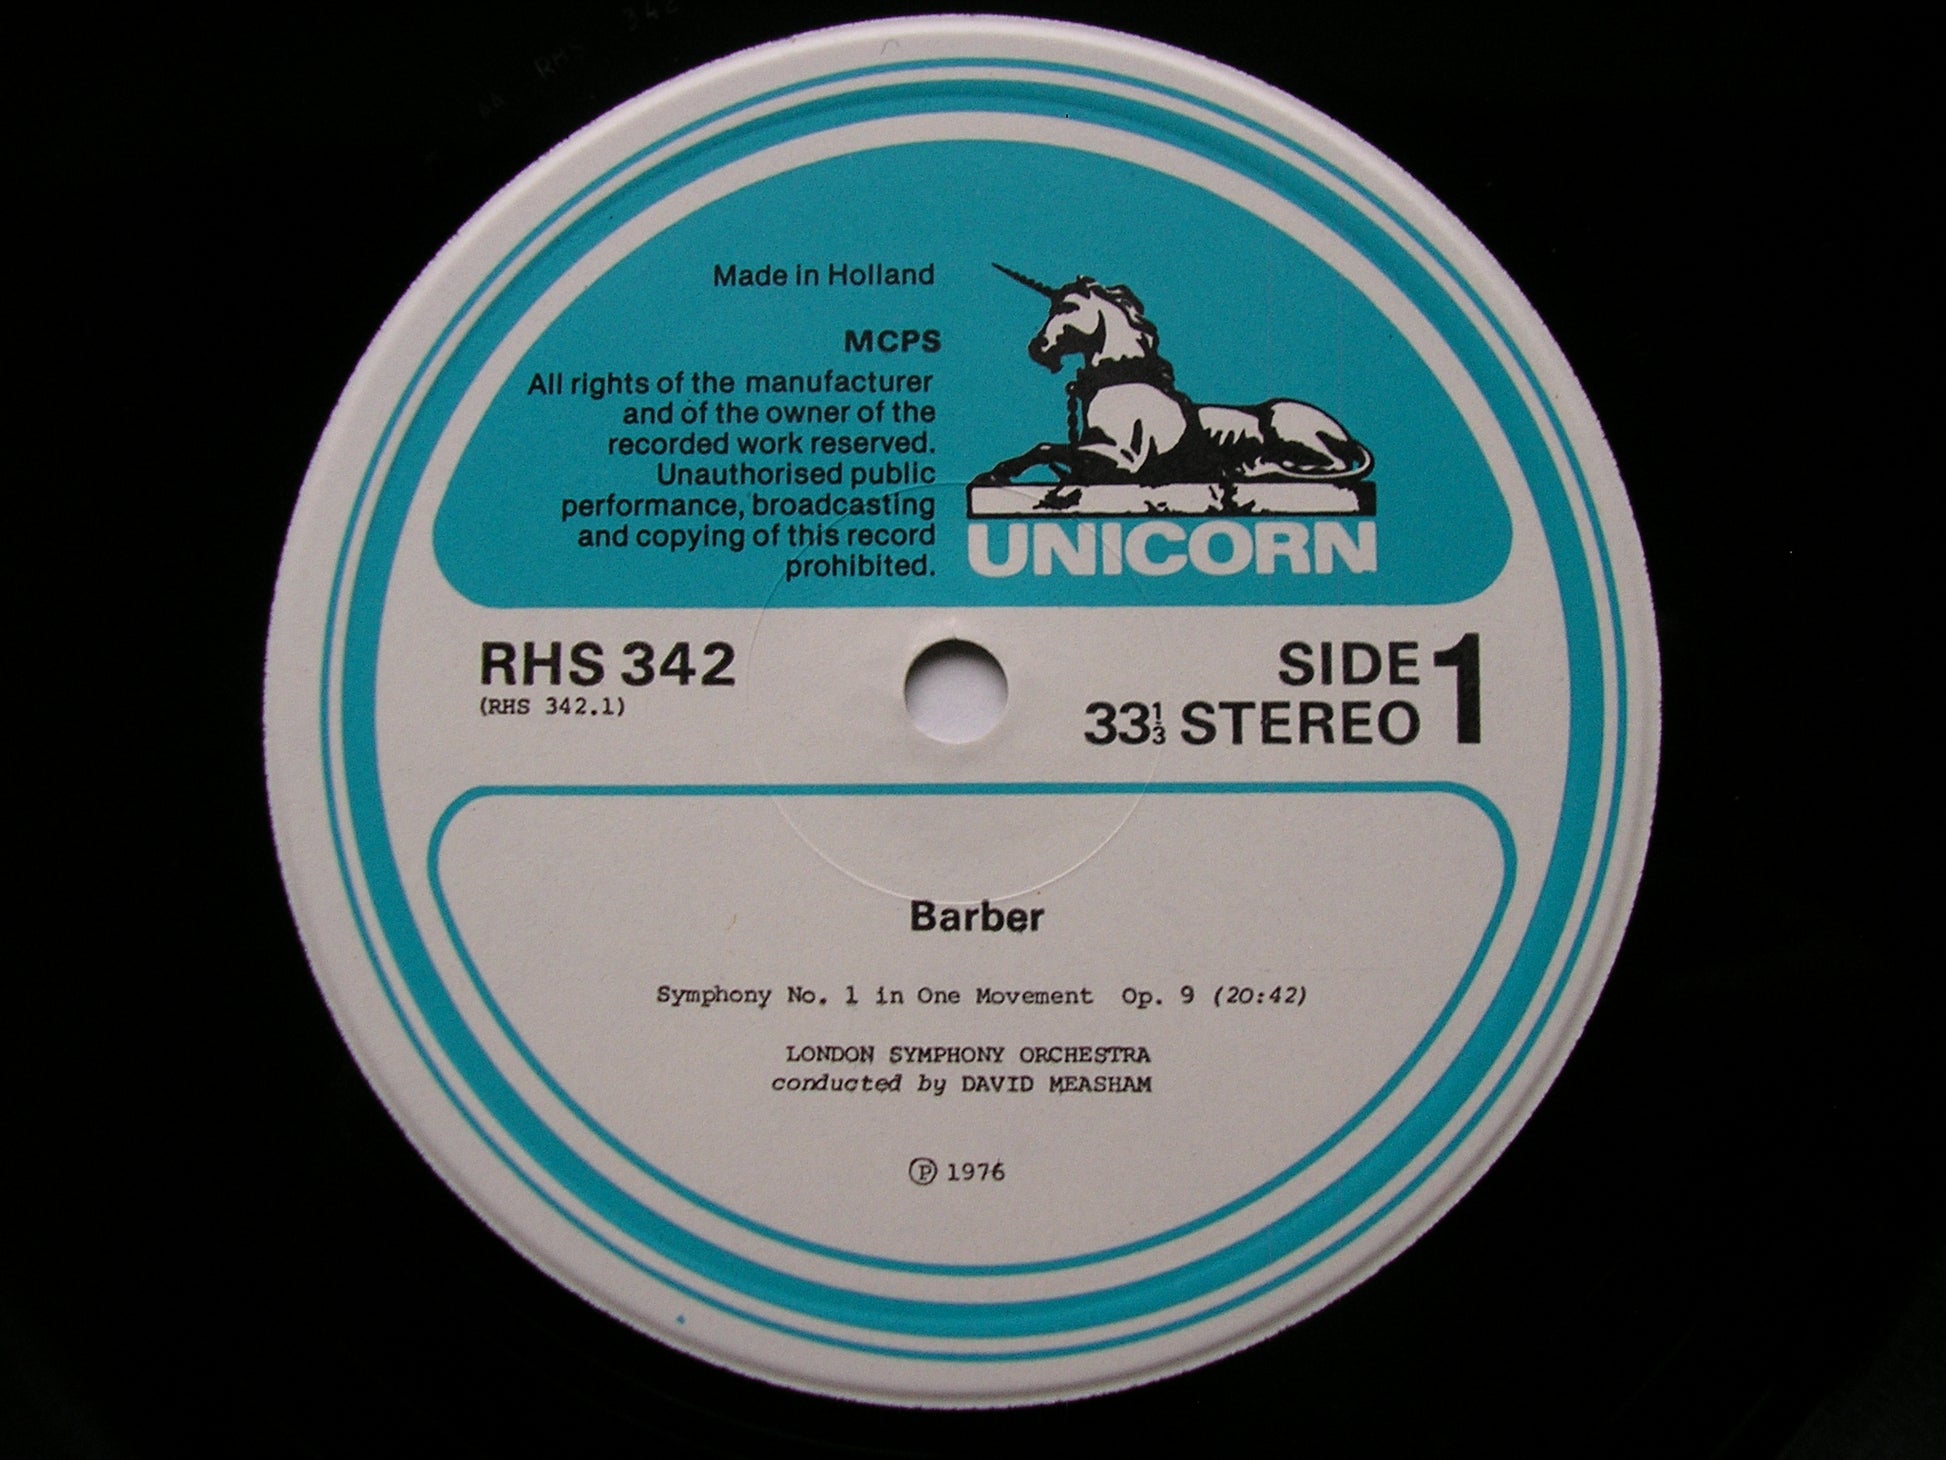 Made in Holland
MCPS
All rights of the manufacturer
and of the owner of the
recorded work reserved.
Unauthorised public
performance, broadcasting
and copying of this record
prohibited.
UNICORN
RHS 342
(RHS 342.1)
SIDE 1
33⅓ STEREO
Barber
Symphony No. 1 in One Movement Op. 9 (20:42)
LONDON SYMPHONY ORCHESTRA
conducted by DAVID MEASHAM
Ⓟ 1976
RHS 342